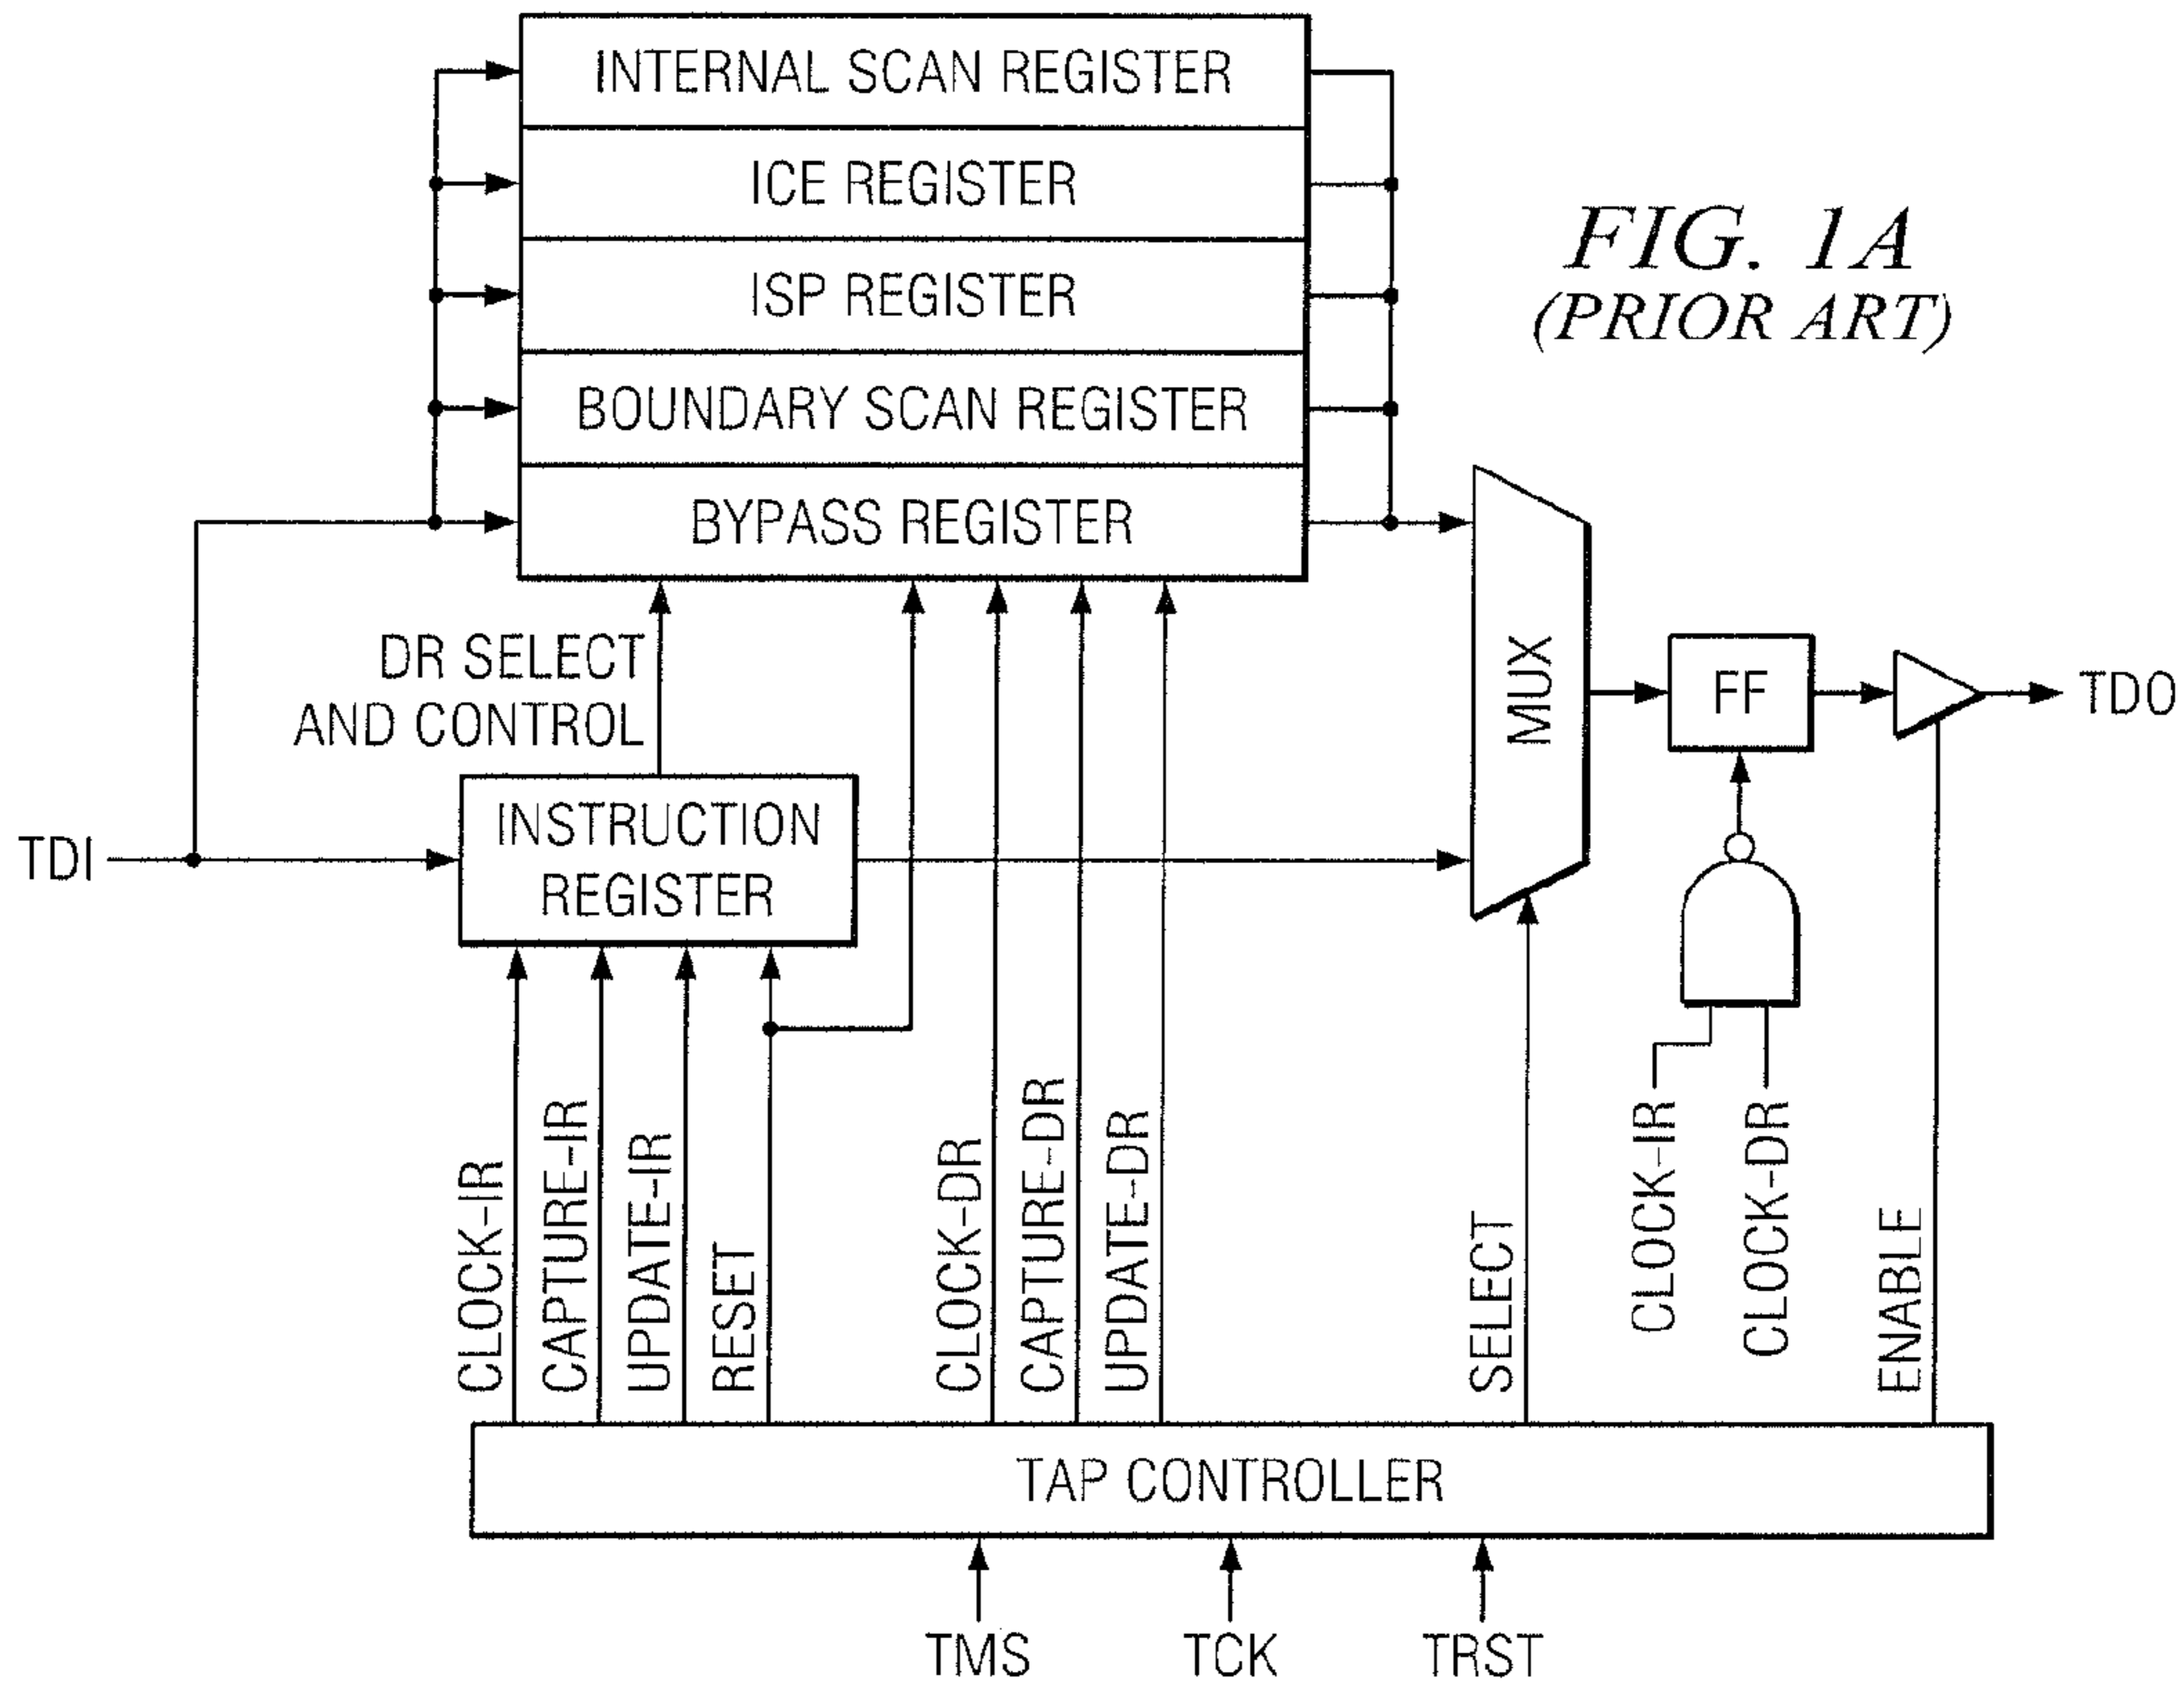 INTERNAL SCAN REGISTER
ICE REGISTER
ISP REGISTER
BOUNDARY SCAN REGISTER
BYPASS REGISTER
FIG. 1A
(PRIOR ART)
DR SELECT
AND CONTROL
MUX
FF
TDO
TDI
INSTRUCTION
REGISTER
CLOCK-IR
CAPTURE-IR
UPDATE-IR
RESET
CLOCK-DR
CAPTURE-DR
UPDATE-DR
SELECT
CLOCK-IR
CLOCK-DR
ENABLE
TAP CONTROLLER
TMS
TCK
TRST